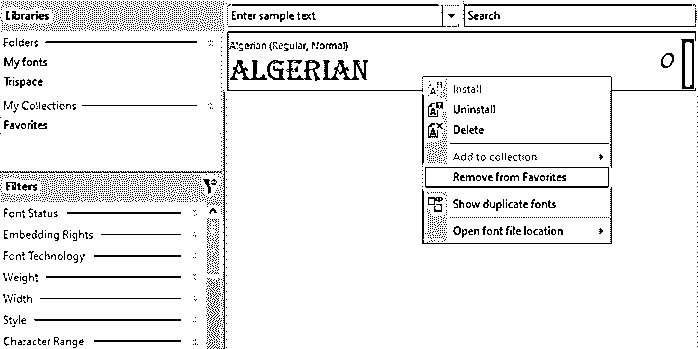 Libraries
Enter sample text
Search
Folders
My fonts
Trispace
My Collections
Favorites
Algerian (Regular, Normal)
ALGERIAN
O
Install
Uninstall
Delete
Add to collection
Remove from Favorites
Show duplicate fonts
Open font file location
Filters
Font Status
Embedding Rights
Font Technology
Weight
Width
Style
Character Range